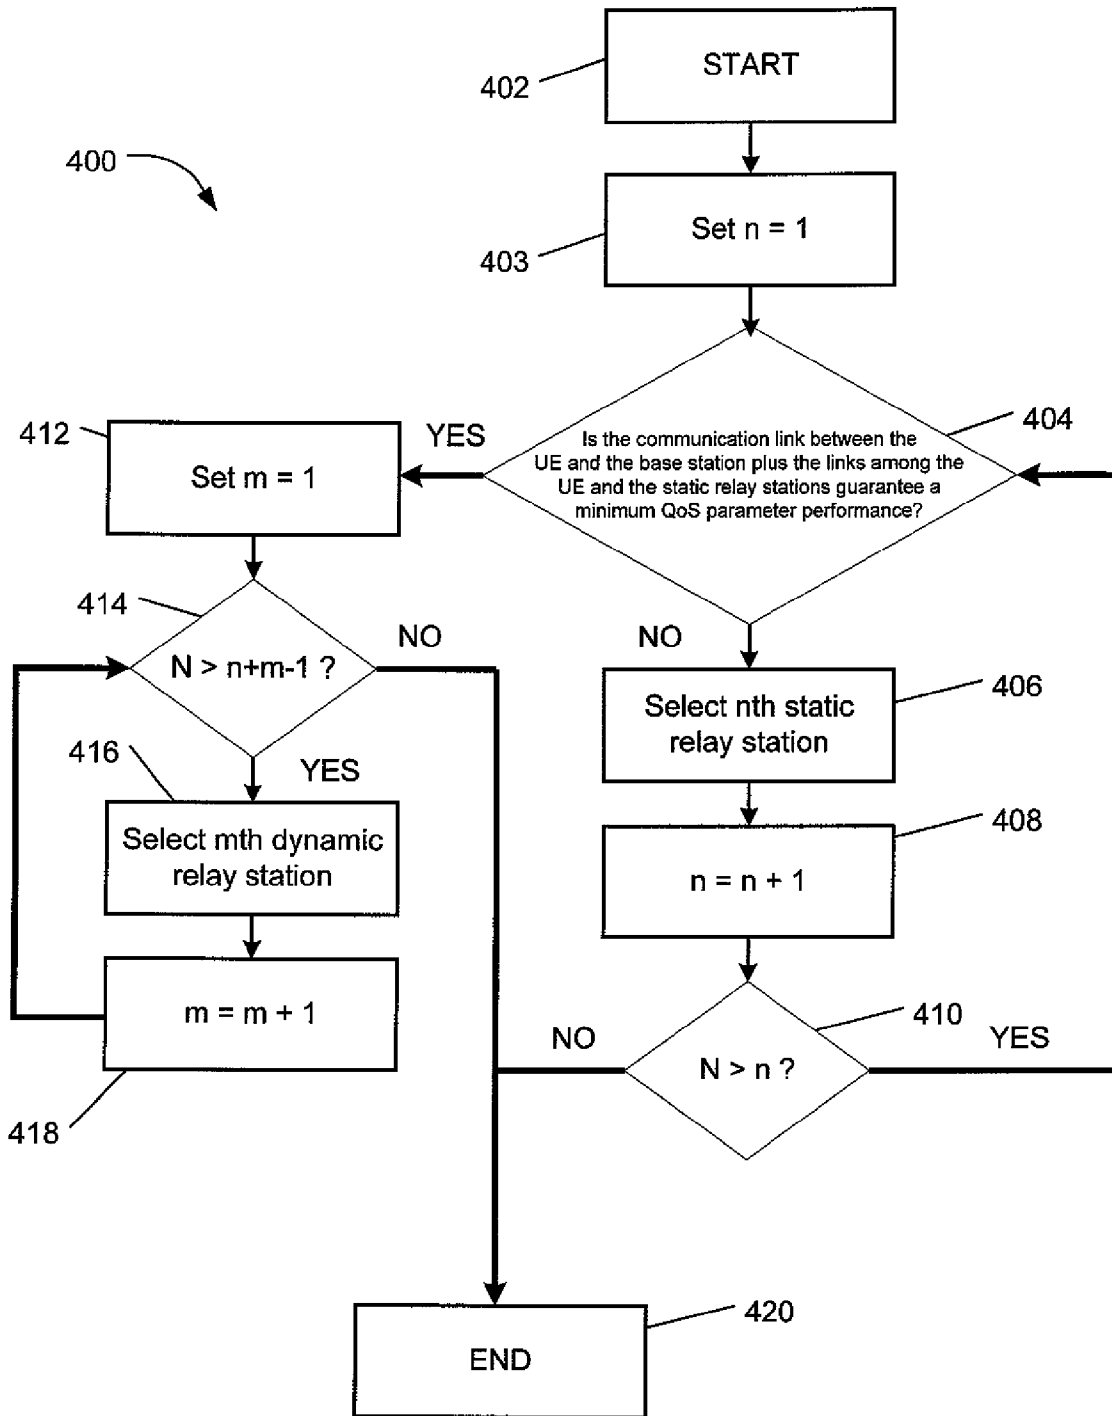 START
402
400
Set n = 1
403
404
412
YES
Is the communication link between the
UE and the base station plus the links among the
UE and the static relay stations guarantee a
minimum QoS parameter performance?
Set m = 1
414
NO
NO
N > n+m-1 ?
406
Select nth static
relay station
416
YES
408
Select mth dynamic
relay station
n = n + 1
m = m + 1
410
NO
YES
N > n ?
418
420
END